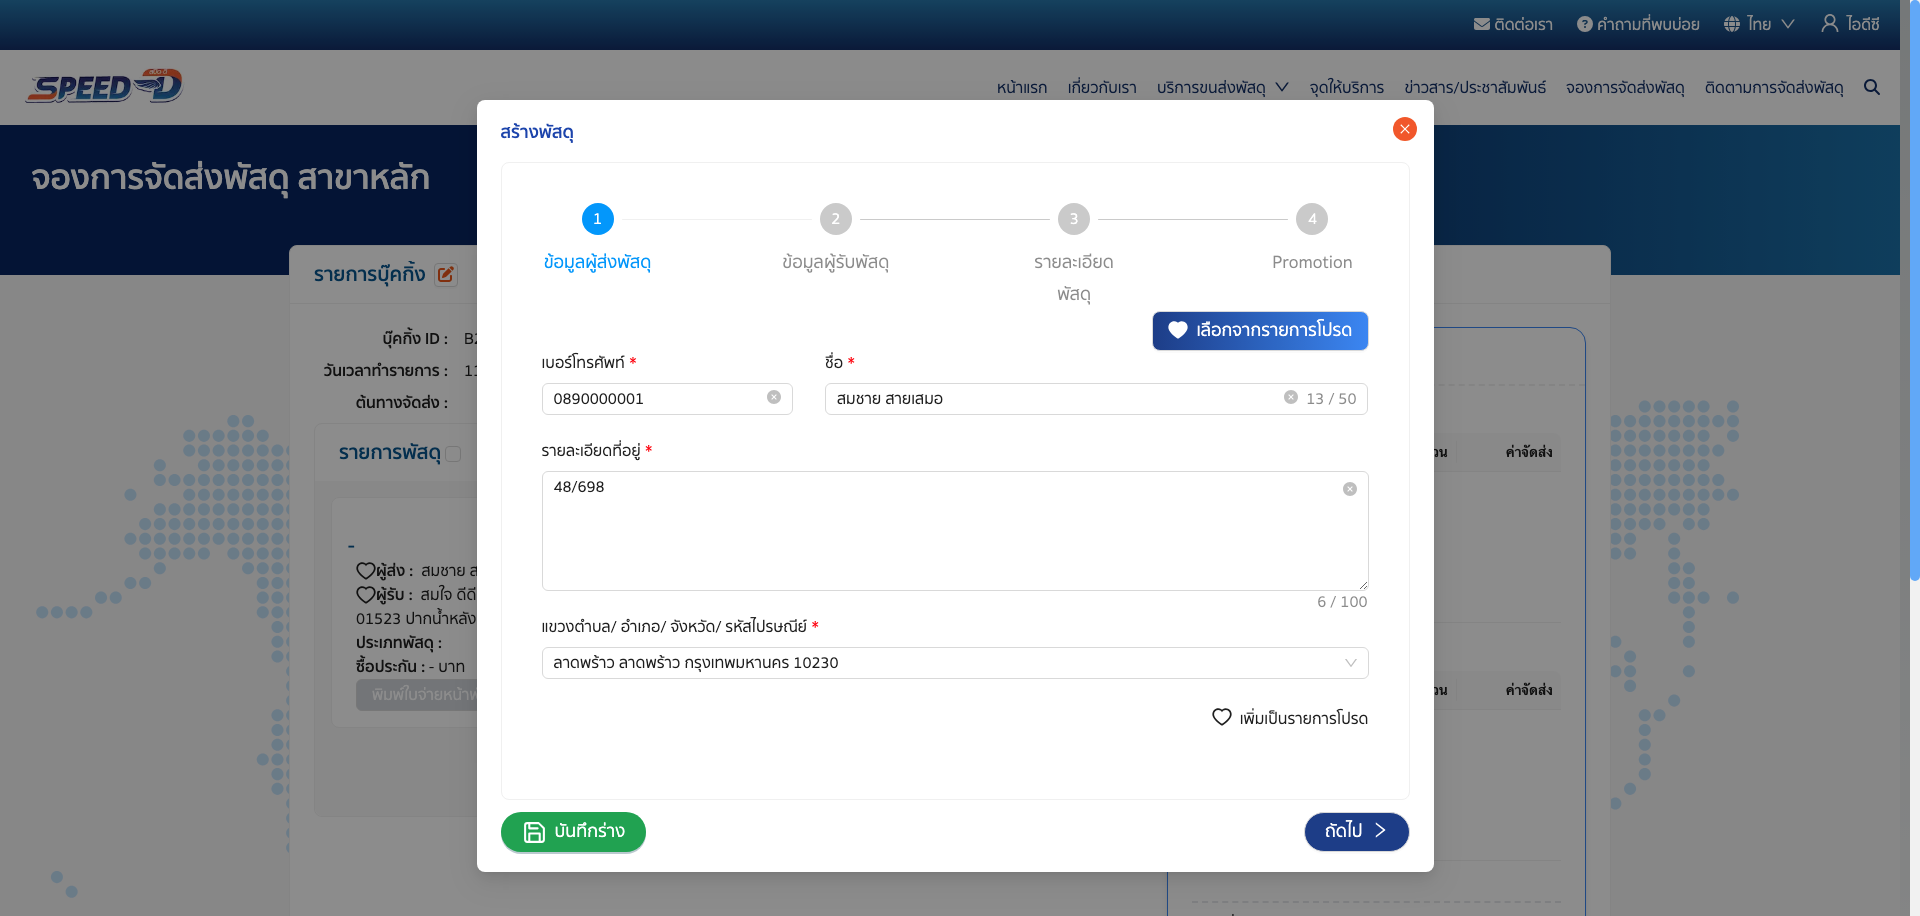 ติดต่อเรา
คำถามที่พบบ่อย
ไทย
ไอดีซี
SPEED-D
หน้าแรก
เกี่ยวกับเรา
บริการขนส่งพัสดุ
จุดให้บริการ
ข่าวสาร/ประชาสัมพันธ์
จองการจัดส่งพัสดุ
ติดตามการจัดส่งพัสดุ
จองการจัดส่งพัสดุ สาขาหลัก
รายการบุ๊คกิ้ง
บุ๊คกิ้ง ID :
วันเวลาทำรายการ :
ต้นทางจัดส่ง :
รายการพัสดุ
-
ผู้ส่ง : สมชาย
ผู้รับ : สมใจ ดีดี
01523 ปากน้ำหลัง
ประเภทพัสดุ :
ซื้อประกัน : - บาท
พิมพ์ใบจ่ายหน้า
สร้างพัสดุ
1
2
3
4
ข้อมูลผู้ส่งพัสดุ
ข้อมูลผู้รับพัสดุ
รายละเอียด
พัสดุ
Promotion
เลือกจากรายการโปรด
เบอร์โทรศัพท์ *
ชื่อ *
0890000001
สมชาย สายเสมอ
13 / 50
รายละเอียดที่อยู่ *
48/698
6 / 100
แขวงตำบล/ อำเภอ/ จังหวัด/ รหัสไปรษณีย์ *
ลาดพร้าว ลาดพร้าว กรุงเทพมหานคร 10230
เพิ่มเป็นรายการโปรด
บันทึกร่าง
ถัดไป
ค่าจัดส่ง
ค่าจัดส่ง